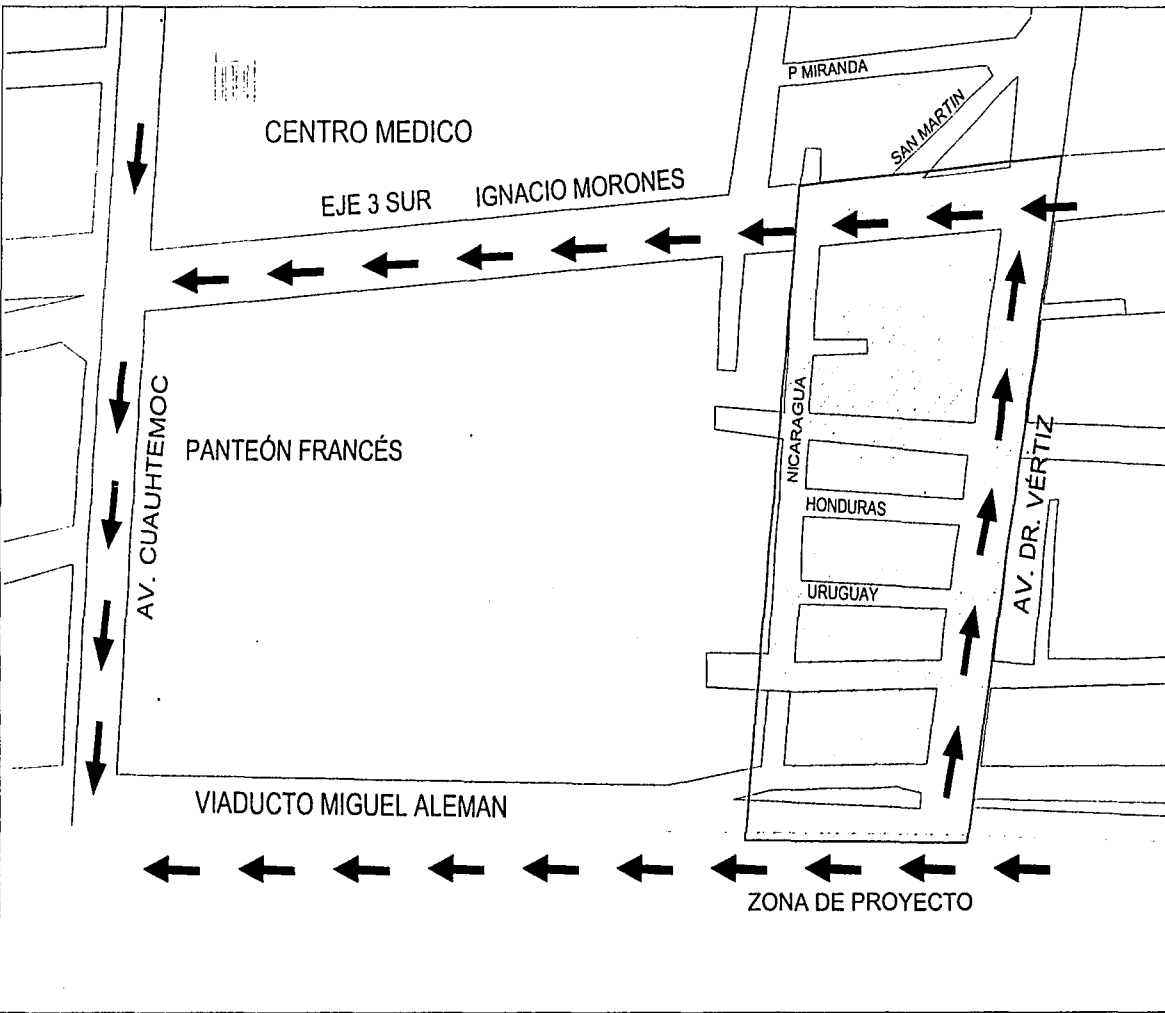 P MIRANDA
SAN MARTIN
CENTRO MEDICO
EJE 3 SUR IGNACIO MORONES
NICARAGUA
AV. CUAUHTEMOC
PANTEÓN FRANCÉS
AV. DR. VÉRTIZ
HONDURAS
URUGUAY
VIADUCTO MIGUEL ALEMAN
ZONA DE PROYECTO